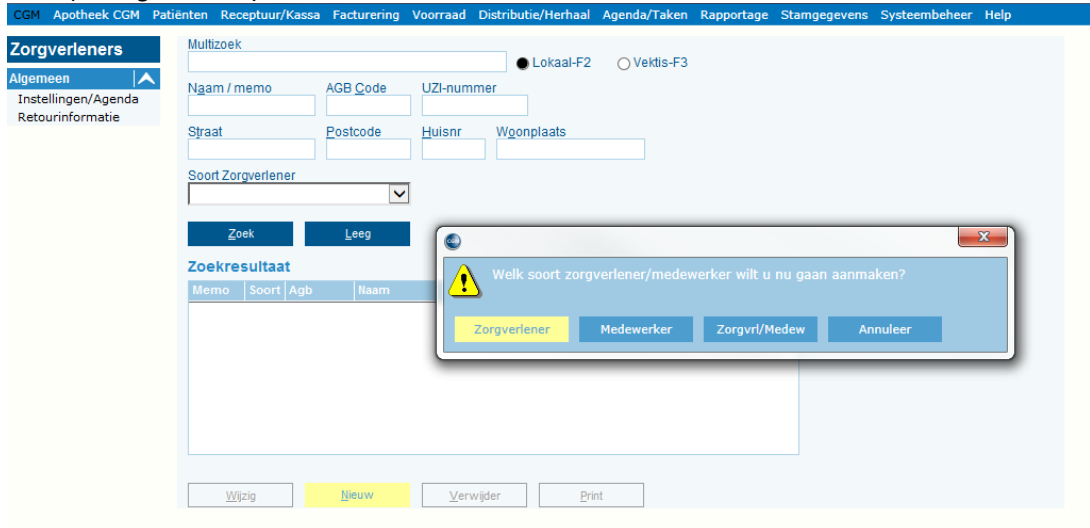 CGM Apotheek CGM Patiënten Receptuur/Kassa Facturering Voorraad Distributie/Herhaal Agenda/Taken Rapportage Stamgegevens Systeembeheer Help
Zorgverleners
Algemeen
Instellingen/Agenda
Retourinformatie
Multizoek
Lokaal-F2 Vektis-F3
Naam / memo AGB Code UZI-nummer
Straat Postcode Huisnr Woonplaats
Soort Zorgverlener
Zoek Leeg
Zoekresultaat
Memo Soort Agb Naam
Welk soort zorgverlener/medewerker wilt u nu gaan aanmaken?
Zorgverlener Medewerker Zorgvrl/Medew Annuleer
Wijzig Nieuw Verwijder Print